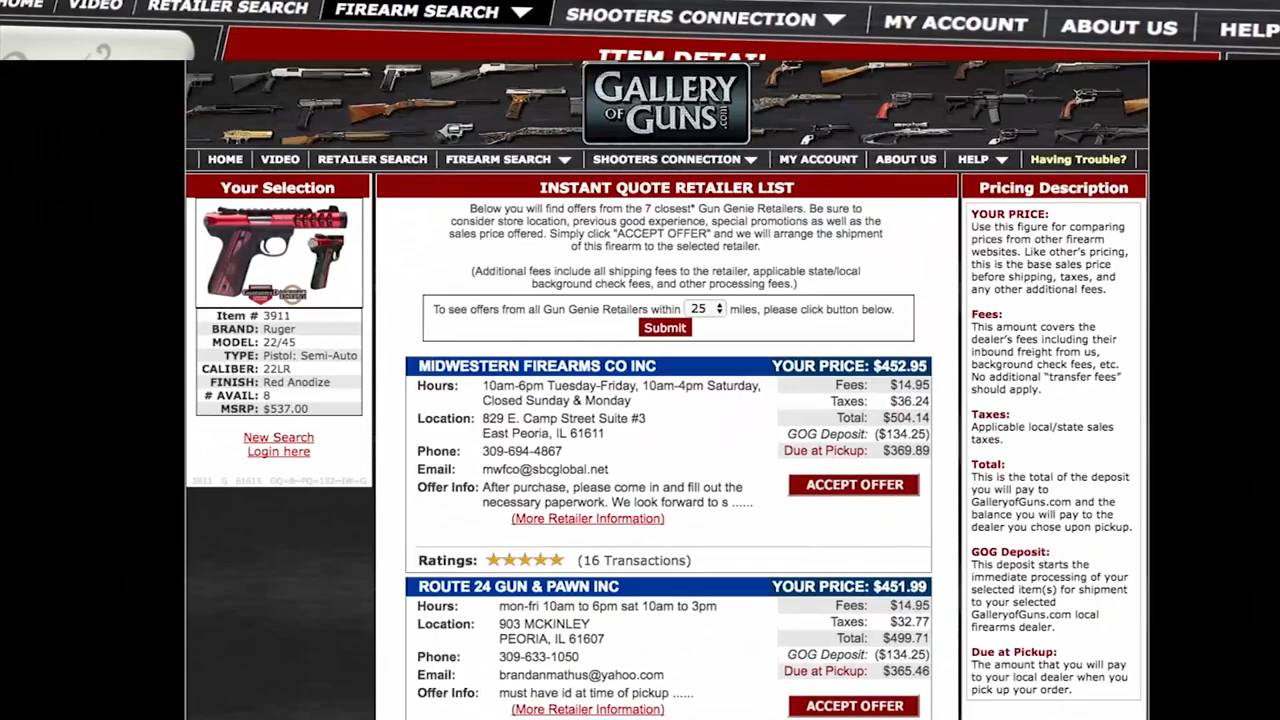 HOME VIDEO RETAILER SEARCH FIREARM SEARCH SHOOTERS CONNECTION MY ACCOUNT ABOUT US HELP
ITEM DETAIL
GALLERY
OF GUNS.com
HOME VIDEO RETAILER SEARCH FIREARM SEARCH SHOOTERS CONNECTION MY ACCOUNT ABOUT US HELP Having Trouble?
Your Selection
Item # 3911
BRAND: Ruger
MODEL: 22/45
TYPE: Pistol: Semi-Auto
CALIBER: 22LR
FINISH: Red Anodize
# AVAIL: 8
MSRP: $537.00
New Search
Login here
INSTANT QUOTE RETAILER LIST
Below you will find offers from the 7 closest* Gun Genie Retailers. Be sure to
consider store location, previous good experience, special promotions as well as the
sales price offered. Simply click "ACCEPT OFFER" and we will arrange the shipment
of this firearm to the selected retailer.
(Additional fees include all shipping fees to the retailer, applicable state/local
background check fees, and other processing fees.)
To see offers from all Gun Genie Retailers within 25 miles, please click button below.
Submit
MIDWESTERN FIREARMS CO INC YOUR PRICE: $452.95
Hours: 10am-6pm Tuesday-Friday, 10am-4pm Saturday,
Closed Sunday & Monday
Location: 829 E. Camp Street Suite #3
East Peoria, IL 61611
Phone: 309-694-4867
Email: mwfco@sbcglobal.net
Offer Info: After purchase, please come in and fill out the
necessary paperwork. We look forward to s ......
(More Retailer Information)
Fees: $14.95
Taxes: $36.24
Total: $504.14
GOG Deposit: ($134.25)
Due at Pickup: $369.89
ACCEPT OFFER
Ratings: (16 Transactions)
ROUTE 24 GUN & PAWN INC YOUR PRICE: $451.99
Hours: mon-fri 10am to 6pm sat 10am to 3pm
Location: 903 MCKINLEY
PEORIA, IL 61607
Phone: 309-633-1050
Email: brandanmathus@yahoo.com
Offer Info: must have id at time of pickup ......
(More Retailer Information)
Fees: $14.95
Taxes: $32.77
Total: $499.71
GOG Deposit: ($134.25)
Due at Pickup: $365.46
ACCEPT OFFER
Pricing Description
YOUR PRICE:
Use this figure for comparing
prices from other firearm
websites. Like other's pricing,
this is the base sales price
before shipping, taxes, and
any other additional fees.
Fees:
This amount covers the
dealer's fees including their
inbound freight from us,
background check fees, etc.
No additional "transfer fees"
should apply.
Taxes:
Applicable local/state sales
taxes.
Total:
This is the total of the deposit
you will pay to
GalleryofGuns.com and the
balance you will pay to the
dealer you chose upon pickup.
GOG Deposit:
This deposit starts the
immediate processing of your
selected item(s) for shipment
to your selected
GalleryofGuns.com local
firearms dealer.
Due at Pickup:
The amount that you will pay
to your local dealer when you
pick up your order.